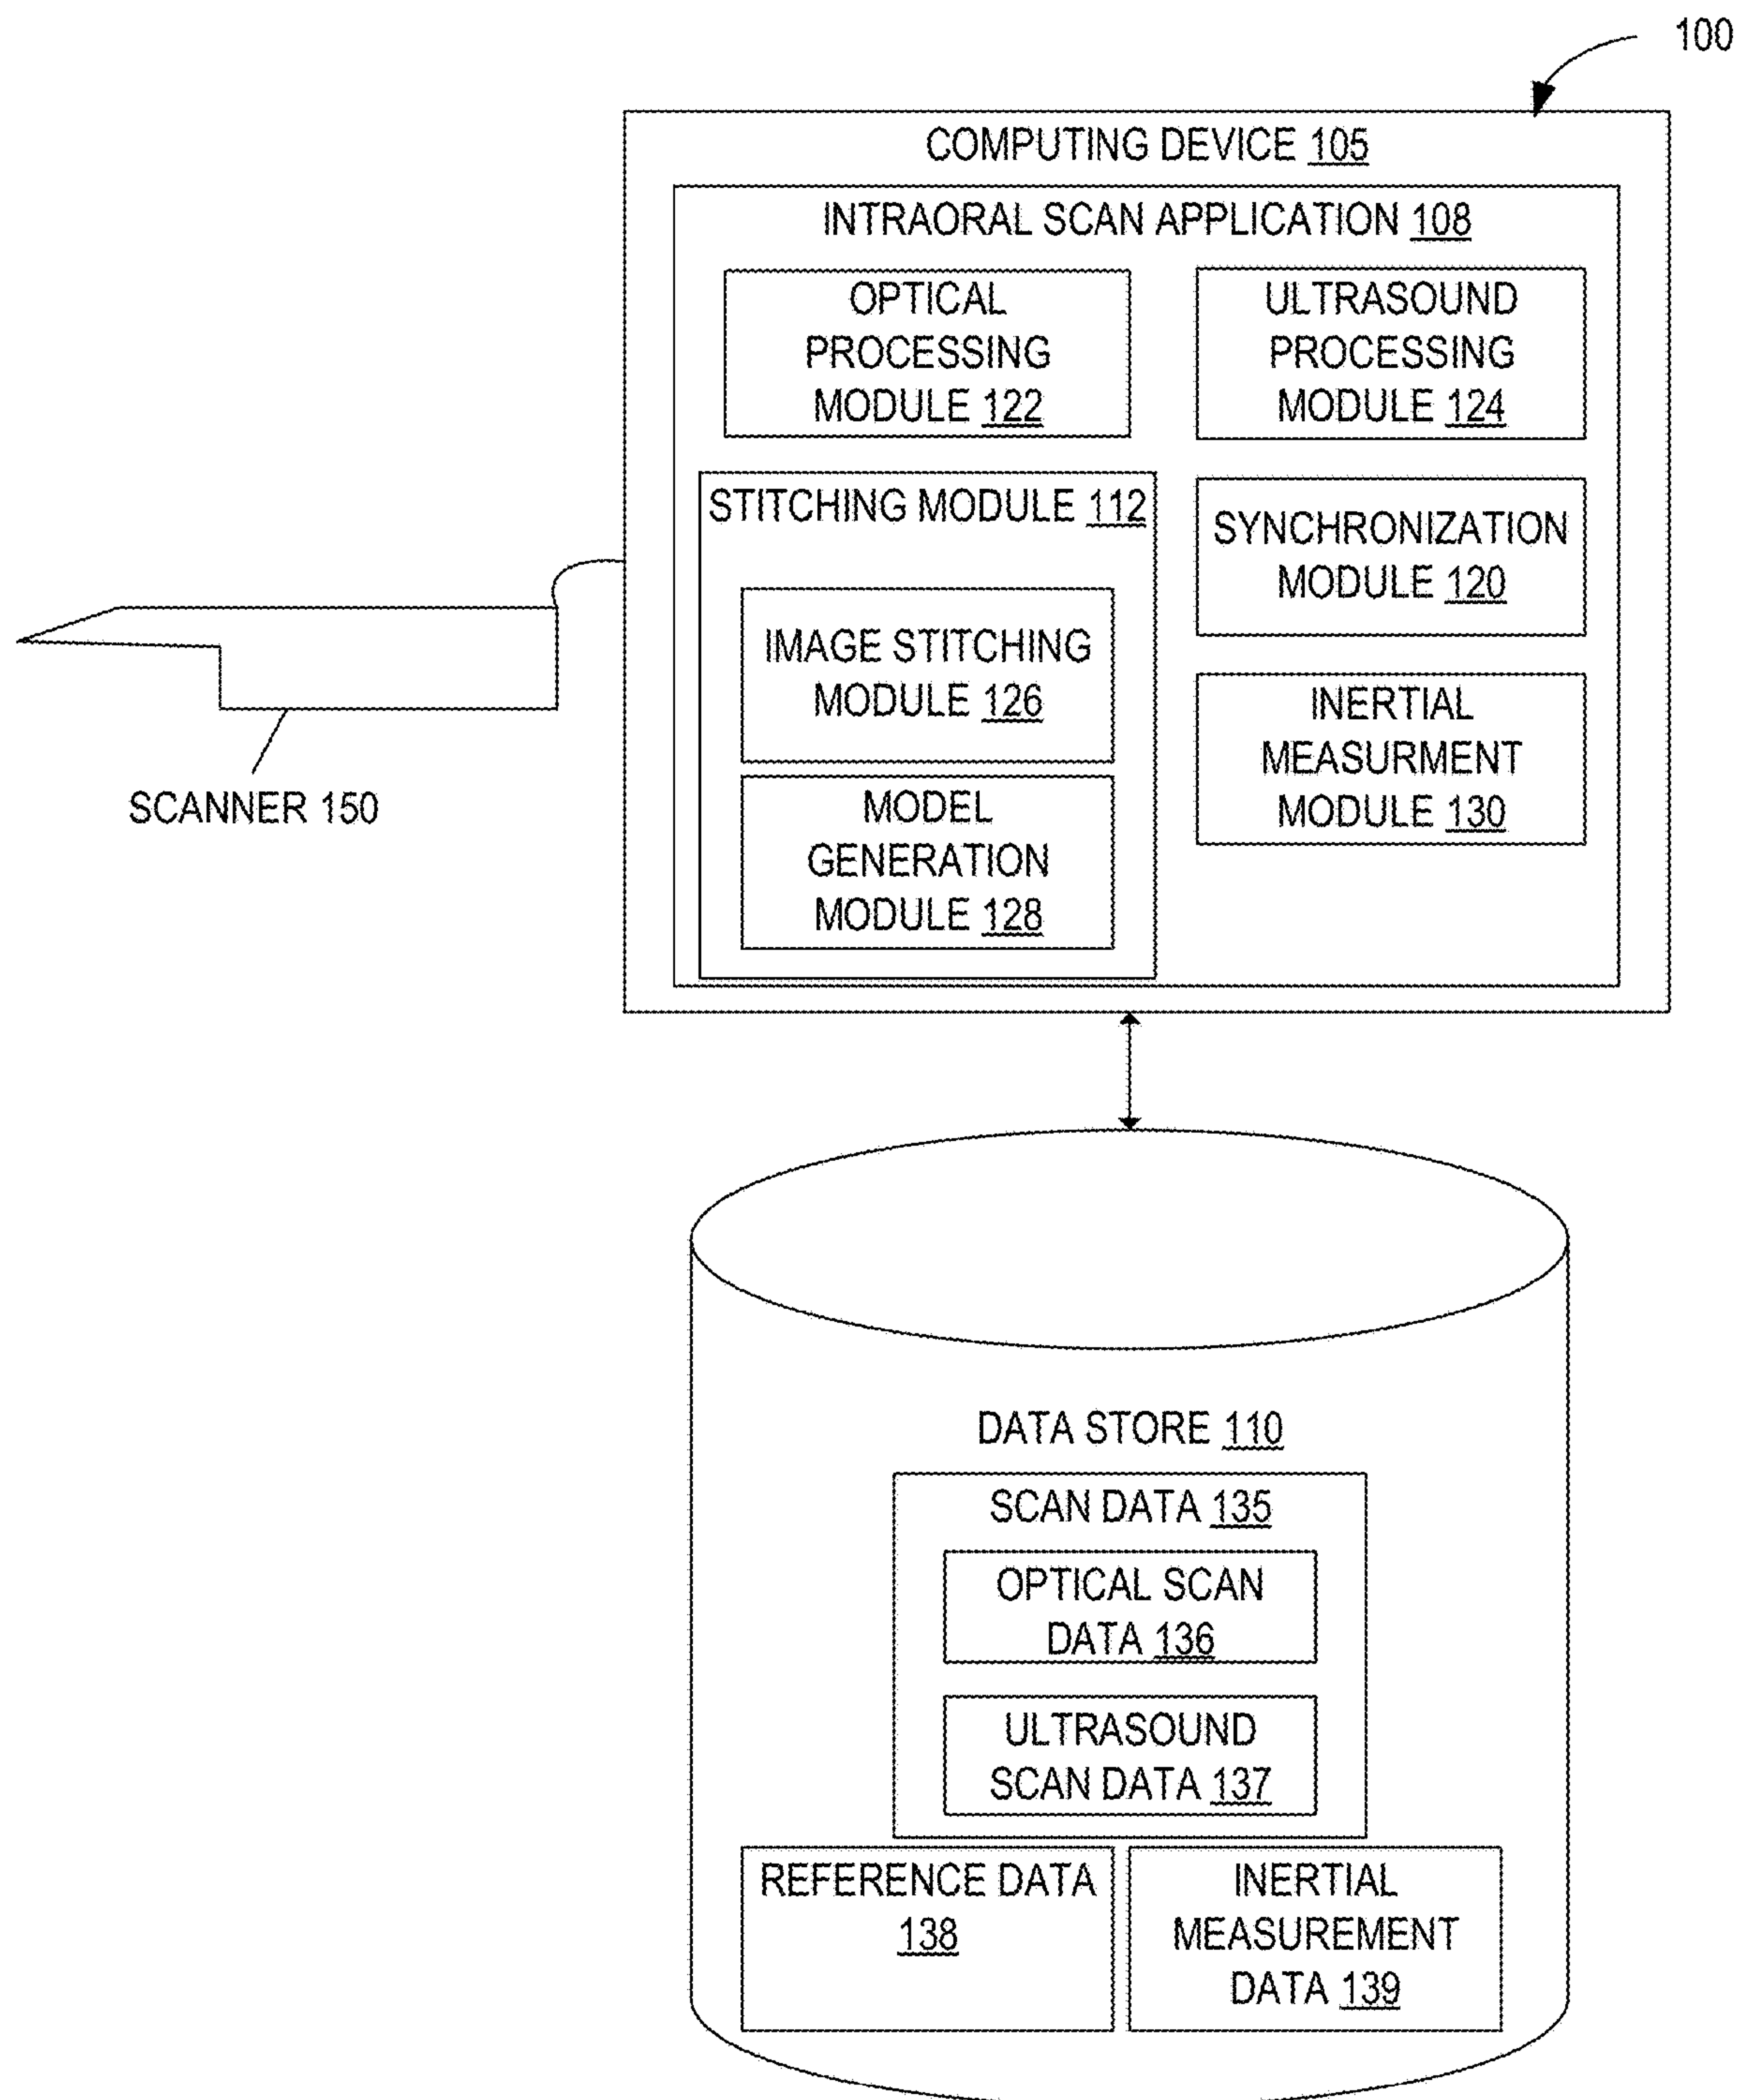 100
COMPUTING DEVICE 105
INTRAORAL SCAN APPLICATION 108
OPTICAL
PROCESSING
MODULE 122
ULTRASOUND
PROCESSING
MODULE 124
STITCHING MODULE 112
SYNCHRONIZATION
MODULE 120
IMAGE STITCHING
MODULE 126
INERTIAL
MEASURMENT
MODULE 130
MODEL
GENERATION
MODULE 128
SCANNER 150
DATA STORE 110
SCAN DATA 135
OPTICAL SCAN
DATA 136
ULTRASOUND
SCAN DATA 137
REFERENCE DATA
138
INERTIAL
MEASUREMENT
DATA 139